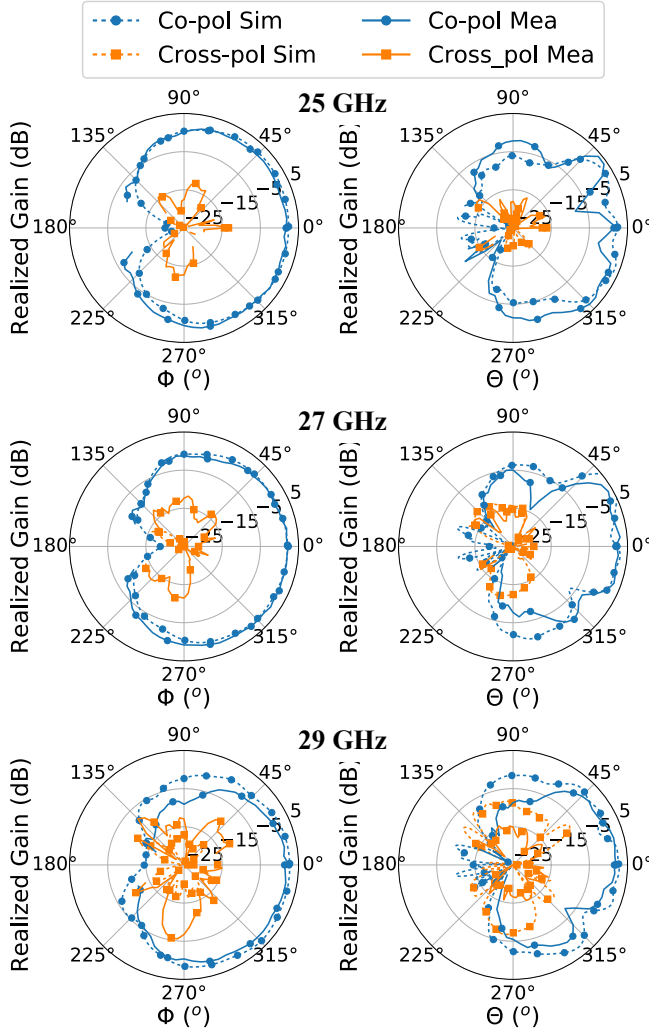 Co-pol Sim Co-pol Mea
Cross-pol Sim Cross_pol Mea
25 GHz
90° 90°
135° 45° 135° 45°
Realized Gain (dB) Realized Gain (dB)
180° −25 −15 −5 5 0° 180° −25 −15 −5 5 0°
225° 315° 225° 315°
270° 270°
Φ (o) Θ (o)
27 GHz
90° 90°
135° 45° 135° 45°
Realized Gain (dB) Realized Gain (dB)
180° −25 −15 −5 5 0° 180° −25 −15 −5 5 0°
225° 315° 225° 315°
270° 270°
Φ (o) Θ (o)
29 GHz
90° 90°
135° 45° 135° 45°
Realized Gain (dB) Realized Gain (dB)
180° −25 −15 −5 5 0° 180° −25 −15 −5 5 0°
225° 315° 225° 315°
270° 270°
Φ (o) Θ (o)